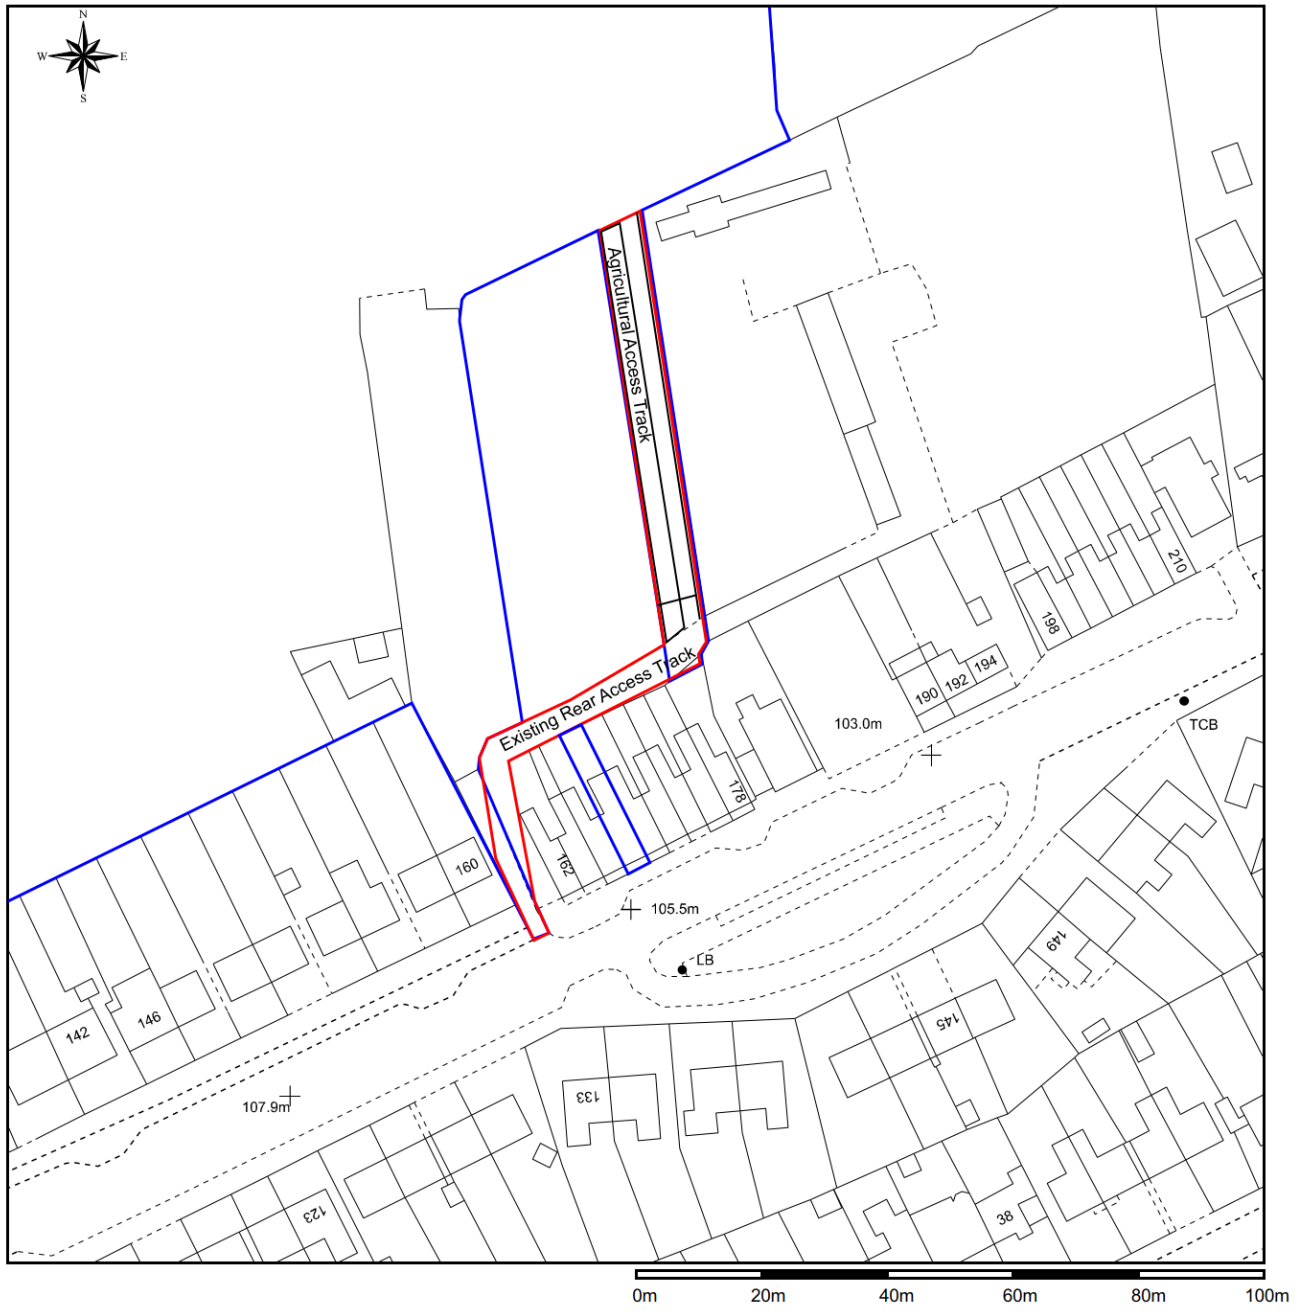 N
W E
S
Agricultural Access Track
Existing Rear Access Track
210
198
194
192
190
103.0m
TCB
178
162
160
105.5m
LB
149
145
146
142
133
107.9m
123
38
0m 20m 40m 60m 80m 100m